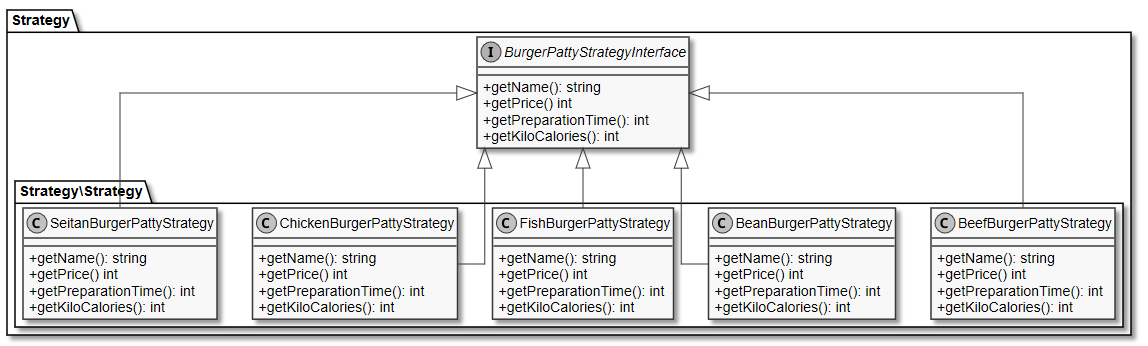 Strategy
I BurgerPattyStrategyInterface
+getName(): string
+getPrice() int
+getPreparationTime(): int
+getKiloCalories(): int
Strategy\Strategy
C SeitanBurgerPattyStrategy
+getName(): string
+getPrice() int
+getPreparationTime(): int
+getKiloCalories(): int
C ChickenBurgerPattyStrategy
+getName(): string
+getPrice() int
+getPreparationTime(): int
+getKiloCalories(): int
C FishBurgerPattyStrategy
+getName(): string
+getPrice() int
+getPreparationTime(): int
+getKiloCalories(): int
C BeanBurgerPattyStrategy
+getName(): string
+getPrice() int
+getPreparationTime(): int
+getKiloCalories(): int
C BeefBurgerPattyStrategy
+getName(): string
+getPrice() int
+getPreparationTime(): int
+getKiloCalories(): int